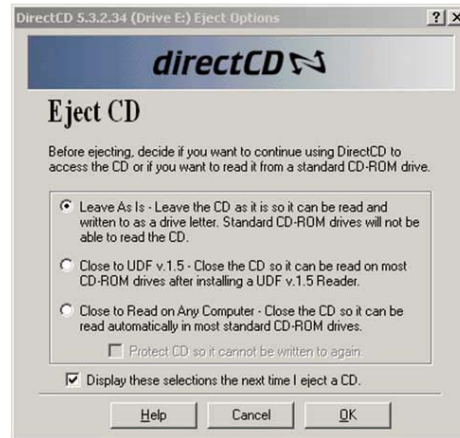 DirectCD 5.3.2.34 (Drive E:) Eject Options
directCD
Eject CD
Before ejecting, decide if you want to continue using DirectCD to
access the CD or if you want to read it from a standard CD-ROM drive.
Leave As Is - Leave the CD as it is so it can be read and
written to as a drive letter. Standard CD-ROM drives will not be
able to read the CD.
Close to UDF v.1.5 - Close the CD so it can be read on most
CD-ROM drives after installing a UDF v.1.5 Reader.
Close to Read on Any Computer - Close the CD so it can be
read automatically in most standard CD-ROM drives.
Protect CD so it cannot be written to again.
Display these selections the next time I eject a CD.
Help Cancel OK